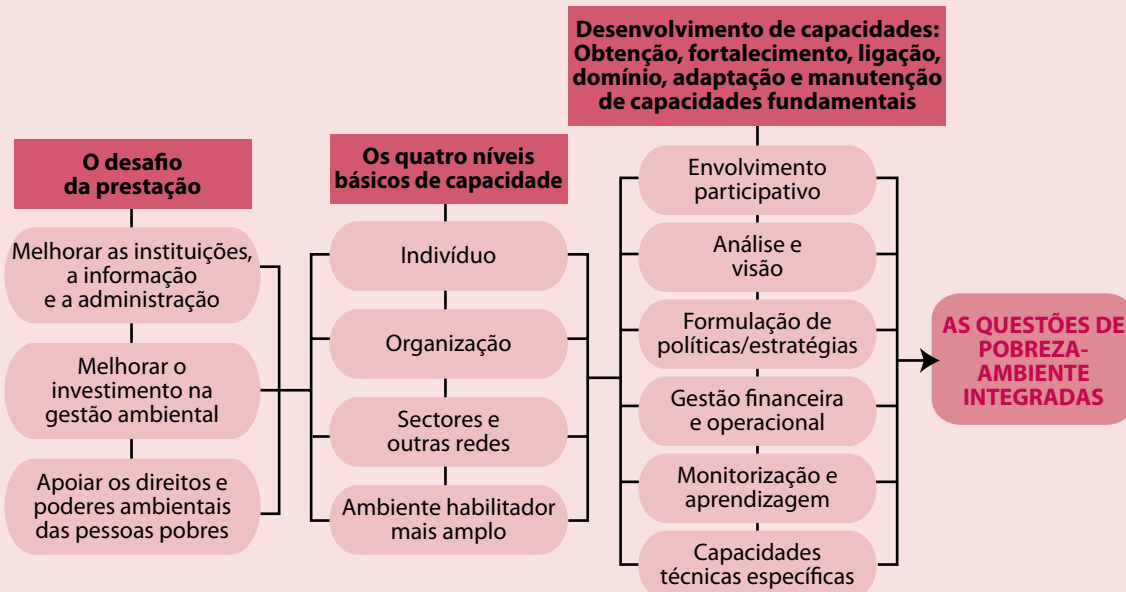 O desafio
da prestação
Melhorar as instituições,
a informação
e a administração
Melhorar o
investimento na
gestão ambiental
Apoiar os direitos e
poderes ambientais
das pessoas pobres
Os quatro níveis
básicos de capacidade
Indivíduo
Organização
Sectores e
outras redes
Ambiente habilitador
mais amplo
Desenvolvimento de capacidades:
Obtenção, fortalecimento, ligação,
domínio, adaptação e manutenção
de capacidades fundamentais
Envolvimento
participativo
Análise e
visão
Formulação de
políticas/estratégias
Gestão financeira
e operacional
Monitorização e
aprendizagem
Capacidades
técnicas específicas
AS QUESTÕES DE
POBREZA-
AMBIENTE
INTEGRADAS